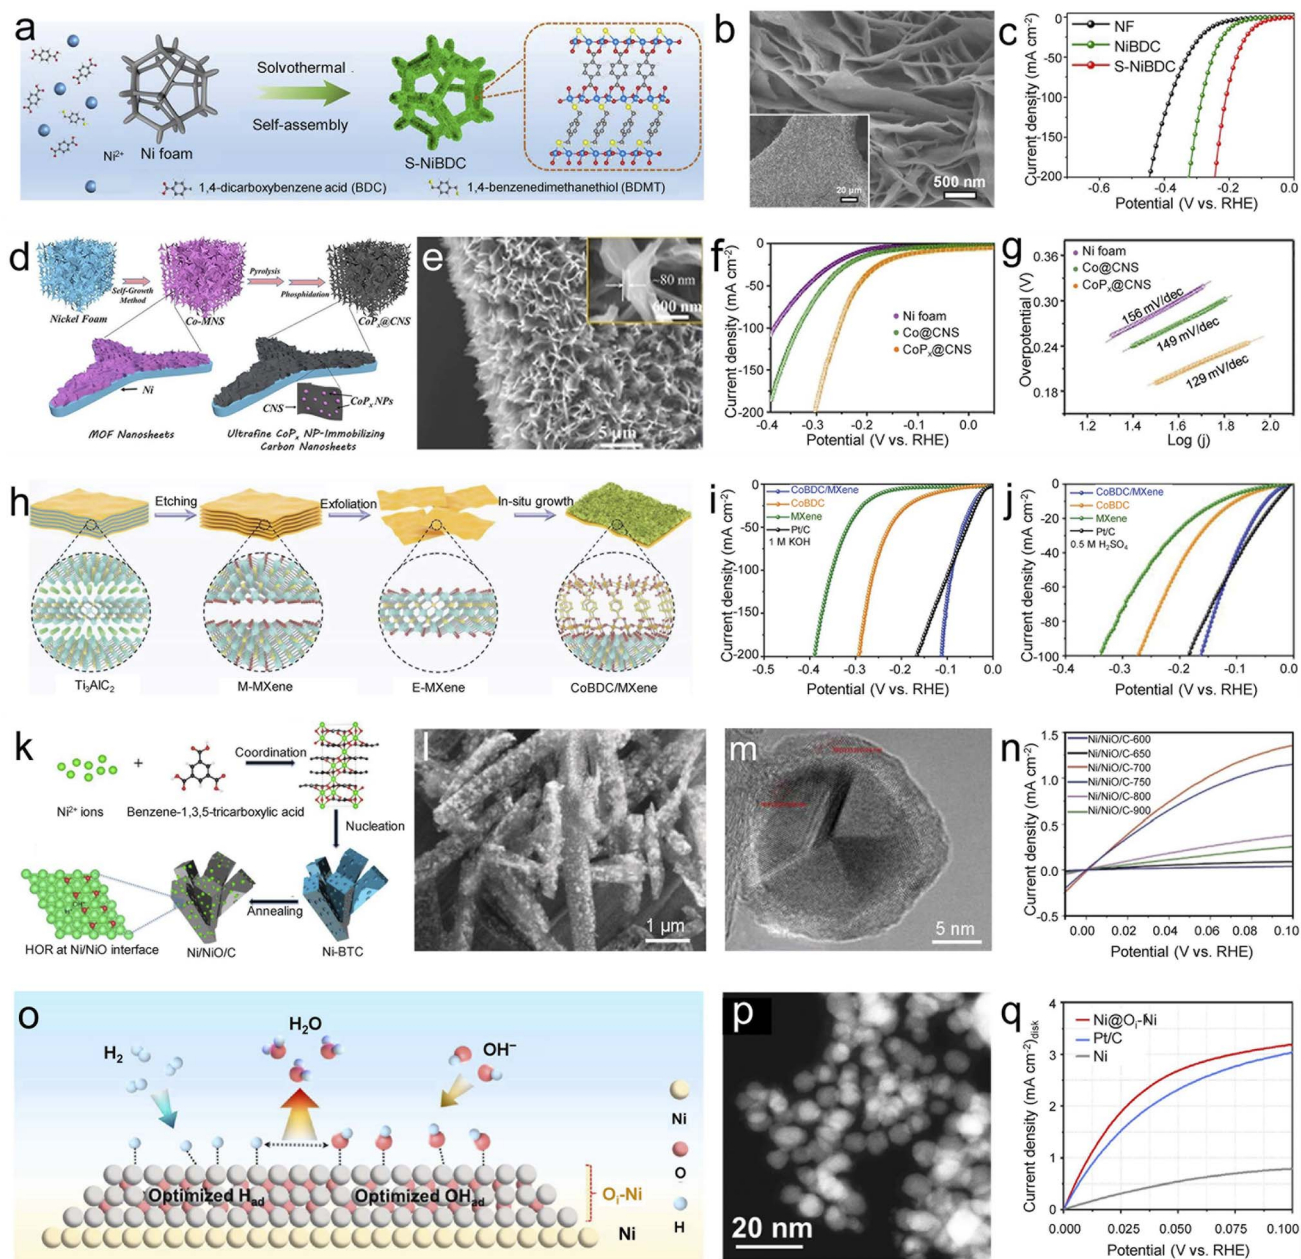 a
Ni²⁺
Ni foam
Solvothermal
Self-assembly
S-NiBDC
1,4-dicarboxybenzene acid (BDC)
1,4-benzenedimethanethiol (BDMT)
b
20 µm
500 nm
c
Current density (mA cm⁻²)
0
-50
-100
-150
-200
NF
NiBDC
S-NiBDC
-0.6
-0.4
-0.2
0.0
Potential (V vs. RHE)
d
Nickel Foam
Self-Growth
Method
Co-MNS
Pyrolysis
Phosphidation
CoPₓ@CNS
Ni
MOF Nanosheets
CNS
CoPₓ NPs
Ultrafine CoPₓ NP-Immobilizing
Carbon Nanosheets
e
~80 nm
600 nm
5 µm
f
Current density (mA cm⁻²)
0
-50
-100
-150
-200
Ni foam
Co@CNS
CoPₓ@CNS
-0.4
-0.3
-0.2
-0.1
0.0
Potential (V vs. RHE)
g
Overpotential (V)
0.36
0.30
0.24
0.18
Ni foam
Co@CNS
CoPₓ@CNS
156 mV/dec
149 mV/dec
129 mV/dec
1.2
1.5
1.8
2.1
Log (j)
h
Etching
Exfoliation
In-situ growth
Ti₃AlC₂
M-MXene
E-MXene
CoBDC/MXene
i
Current density (mA cm⁻²)
0
-50
-100
-150
-200
CoBDC/MXene
CoBDC
MXene
Pt/C
1 M KOH
-0.5
-0.4
-0.3
-0.2
-0.1
0.0
Potential (V vs. RHE)
j
Current density (mA cm⁻²)
0
-20
-40
-60
-80
-100
CoBDC/MXene
CoBDC
MXene
Pt/C
0.5 M H₂SO₄
-0.4
-0.3
-0.2
-0.1
0.0
Potential (V vs. RHE)
k
Ni²⁺ ions
+
Benzene-1,3,5-tricarboxylic acid
Coordination
Nucleation
Annealing
HOR at Ni/NiO interface
Ni/NiO/C
Ni-BTC
l
1 µm
m
5 nm
n
Current density (mA cm⁻²)
1.5
1.0
0.5
0.0
-0.5
Ni/NiO/C-600
Ni/NiO/C-650
Ni/NiO/C-700
Ni/NiO/C-750
Ni/NiO/C-800
Ni/NiO/C-900
0.00
0.02
0.04
0.06
0.08
0.100
Potential (V vs. RHE)
o
H₂
H₂O
OH⁻
Optimized Hₐd
Optimized OHₐd
Oᵢ-Ni
Ni
Ni
O
H
p
20 nm
q
Current density (mA cm⁻²)disk
4
3
2
1
0
Ni@Oᵢ-Ni
Pt/C
Ni
0.000
0.025
0.050
0.075
0.100
Potential (V vs. RHE)